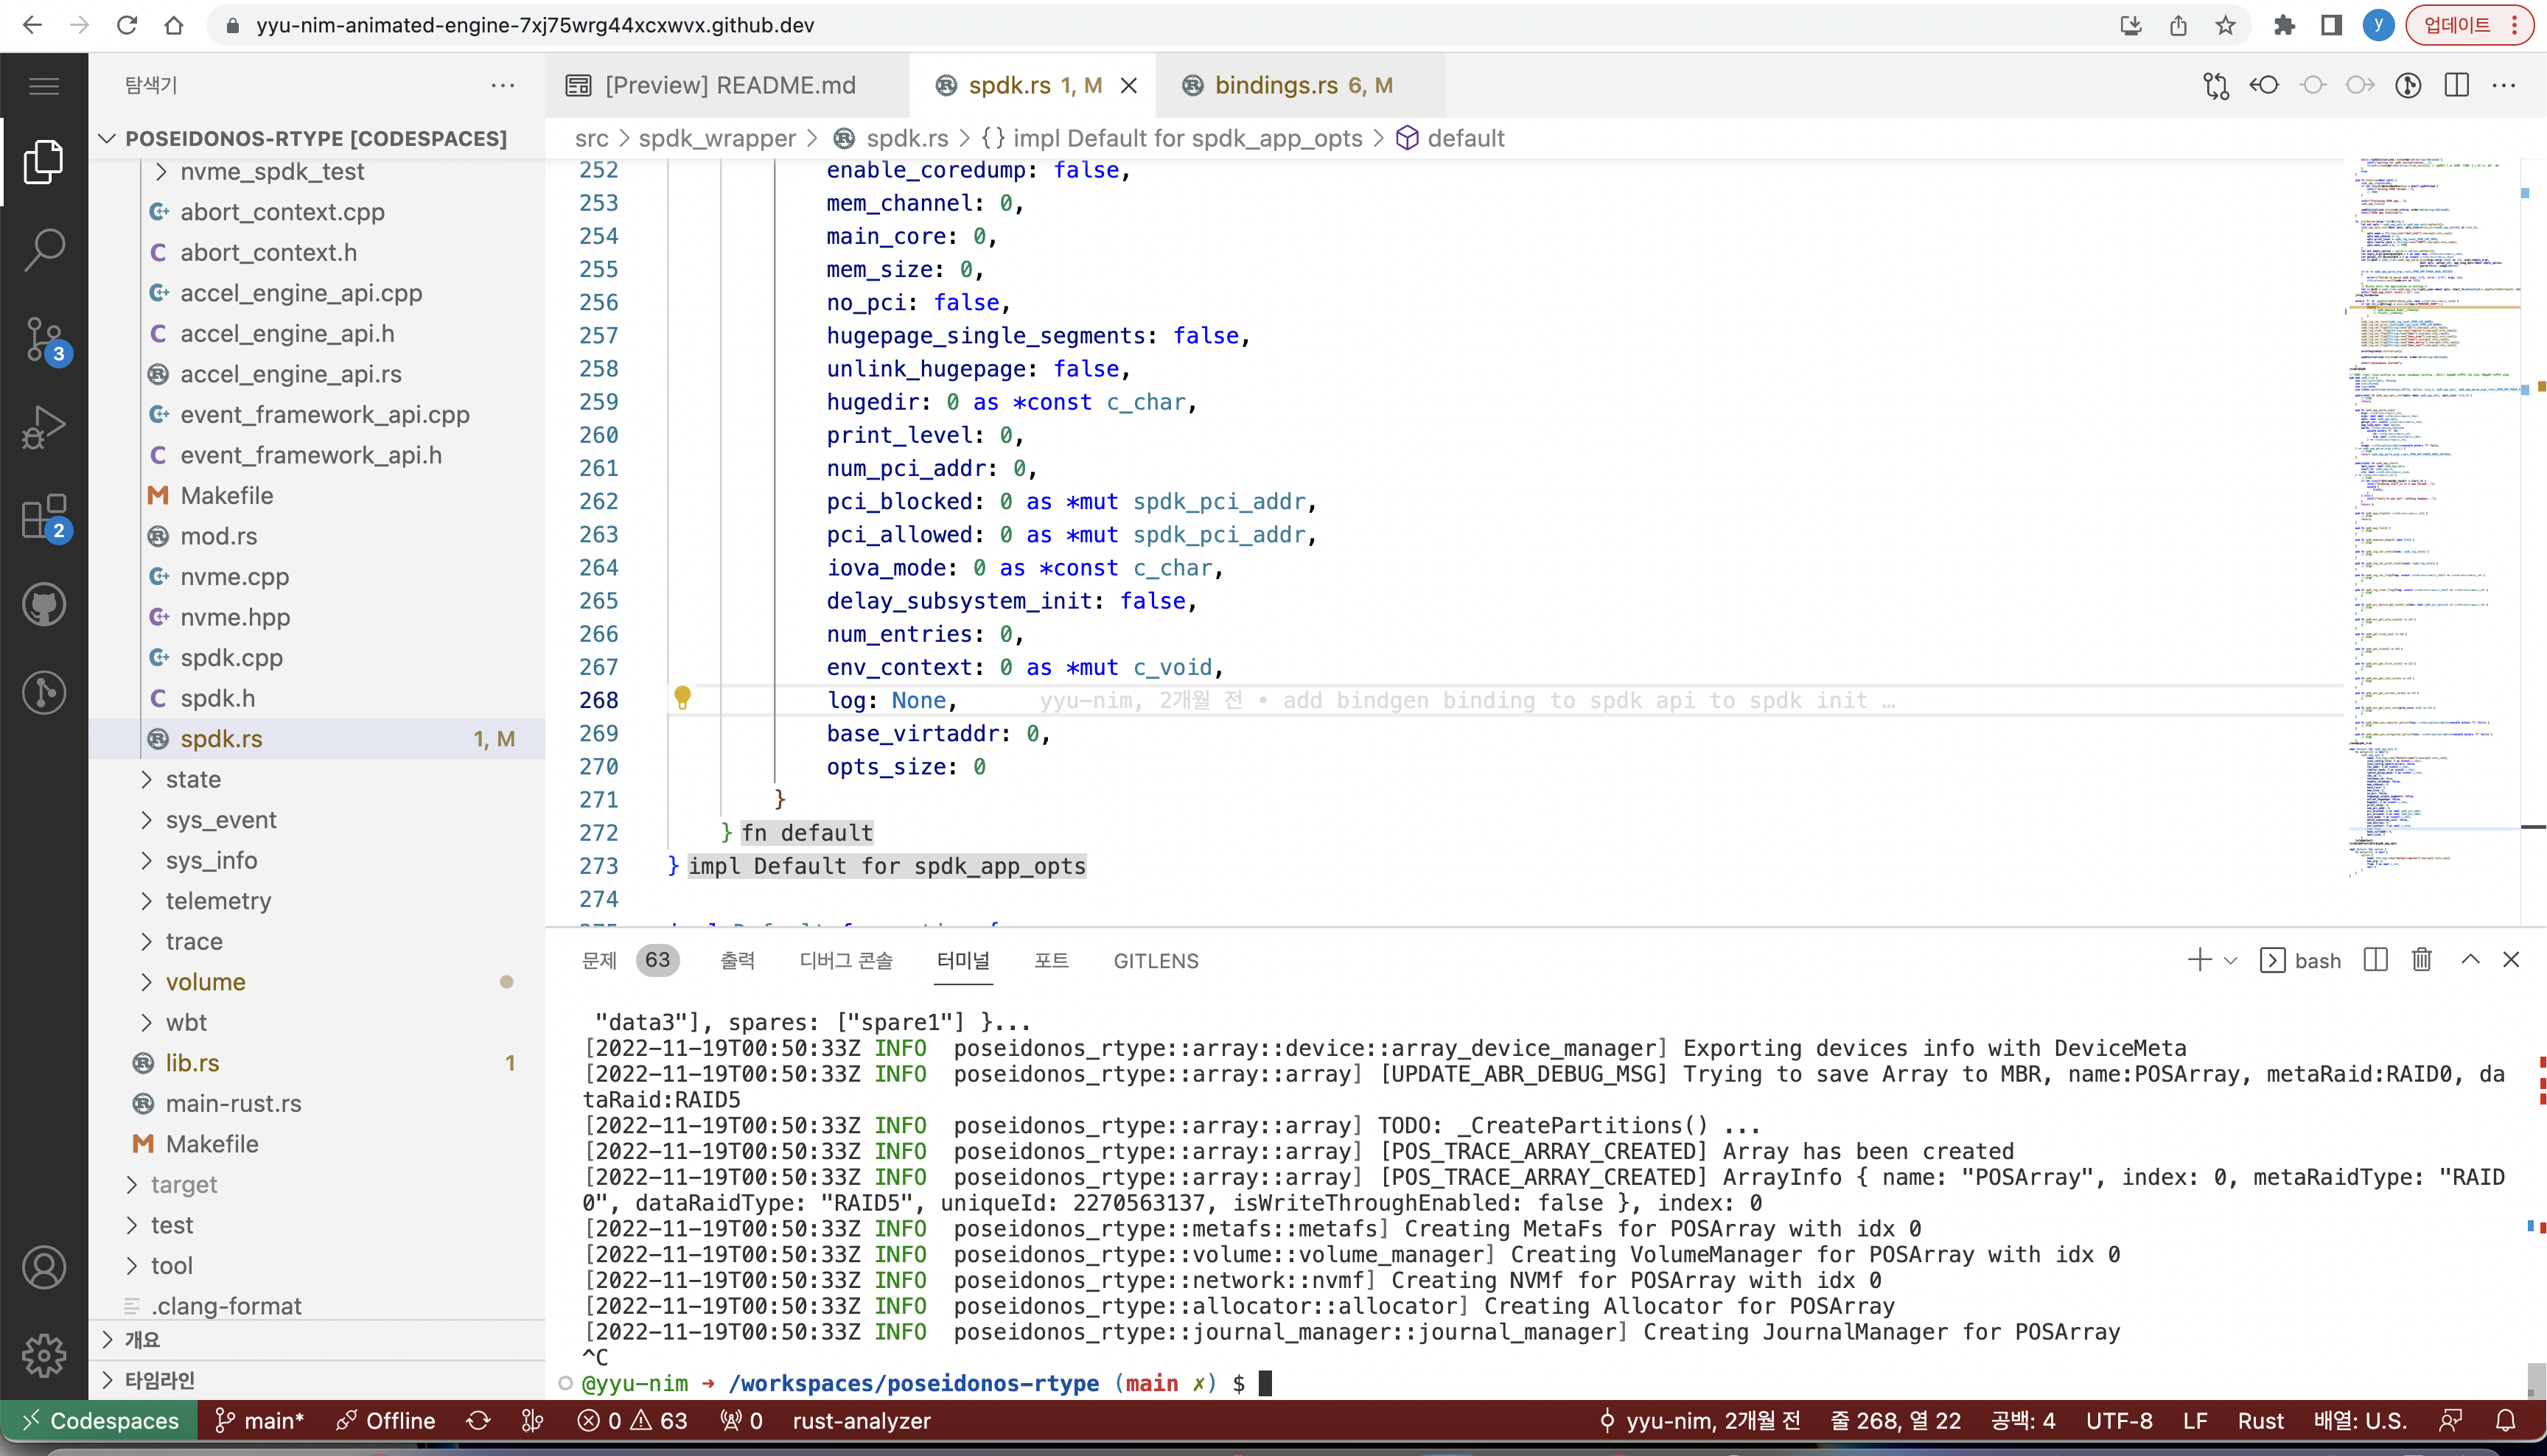 yyu-nim-animated-engine-7xj75wrg44xcxwvx.github.dev
y
업데이트
탐색기
[Preview] README.md
spdk.rs 1, M
bindings.rs 6, M
POSEIDONOS-RTYPE [CODESPACES]
src > spdk_wrapper > spdk.rs > {} impl Default for spdk_app_opts > default
nvme_spdk_test
abort_context.cpp
abort_context.h
accel_engine_api.cpp
accel_engine_api.h
accel_engine_api.rs
event_framework_api.cpp
event_framework_api.h
Makefile
mod.rs
nvme.cpp
nvme.hpp
spdk.cpp
spdk.h
spdk.rs 1, M
state
sys_event
sys_info
telemetry
trace
volume
wbt
lib.rs 1
main-rust.rs
Makefile
target
test
tool
.clang-format
개요
타임라인
3
2
252 enable_coredump: false,
253 mem_channel: 0,
254 main_core: 0,
255 mem_size: 0,
256 no_pci: false,
257 hugepage_single_segments: false,
258 unlink_hugepage: false,
259 hugedir: 0 as *const c_char,
260 print_level: 0,
261 num_pci_addr: 0,
262 pci_blocked: 0 as *mut spdk_pci_addr,
263 pci_allowed: 0 as *mut spdk_pci_addr,
264 iova_mode: 0 as *const c_char,
265 delay_subsystem_init: false,
266 num_entries: 0,
267 env_context: 0 as *mut c_void,
268 log: None, yyu-nim, 2개월 전 • add bindgen binding to spdk api to spdk init …
269 base_virtaddr: 0,
270 opts_size: 0
271 }
272 } fn default
273 } impl Default for spdk_app_opts
274
문제 63 출력 디버그 콘솔 터미널 포트 GITLENS
bash
"data3"], spares: ["spare1"] }...
[2022-11-19T00:50:33Z INFO  poseidonos_rtype::array::device::array_device_manager] Exporting devices info with DeviceMeta
[2022-11-19T00:50:33Z INFO  poseidonos_rtype::array::array] [UPDATE_ABR_DEBUG_MSG] Trying to save Array to MBR, name:POSArray, metaRaid:RAID0, da
taRaid:RAID5
[2022-11-19T00:50:33Z INFO  poseidonos_rtype::array::array] TODO: _CreatePartitions() ...
[2022-11-19T00:50:33Z INFO  poseidonos_rtype::array::array] [POS_TRACE_ARRAY_CREATED] Array has been created
[2022-11-19T00:50:33Z INFO  poseidonos_rtype::array::array] [POS_TRACE_ARRAY_CREATED] ArrayInfo { name: "POSArray", index: 0, metaRaidType: "RAID
0", dataRaidType: "RAID5", uniqueId: 2270563137, isWriteThroughEnabled: false }, index: 0
[2022-11-19T00:50:33Z INFO  poseidonos_rtype::metafs::metafs] Creating MetaFs for POSArray with idx 0
[2022-11-19T00:50:33Z INFO  poseidonos_rtype::volume::volume_manager] Creating VolumeManager for POSArray with idx 0
[2022-11-19T00:50:33Z INFO  poseidonos_rtype::network::nvmf] Creating NVMf for POSArray with idx 0
[2022-11-19T00:50:33Z INFO  poseidonos_rtype::allocator::allocator] Creating Allocator for POSArray
[2022-11-19T00:50:33Z INFO  poseidonos_rtype::journal_manager::journal_manager] Creating JournalManager for POSArray
^C
@yyu-nim → /workspaces/poseidonos-rtype (main ✗) $
Codespaces main* Offline 0 63 0 rust-analyzer yyu-nim, 2개월 전 줄 268, 열 22 공백: 4 UTF-8 LF Rust 배열: U.S.